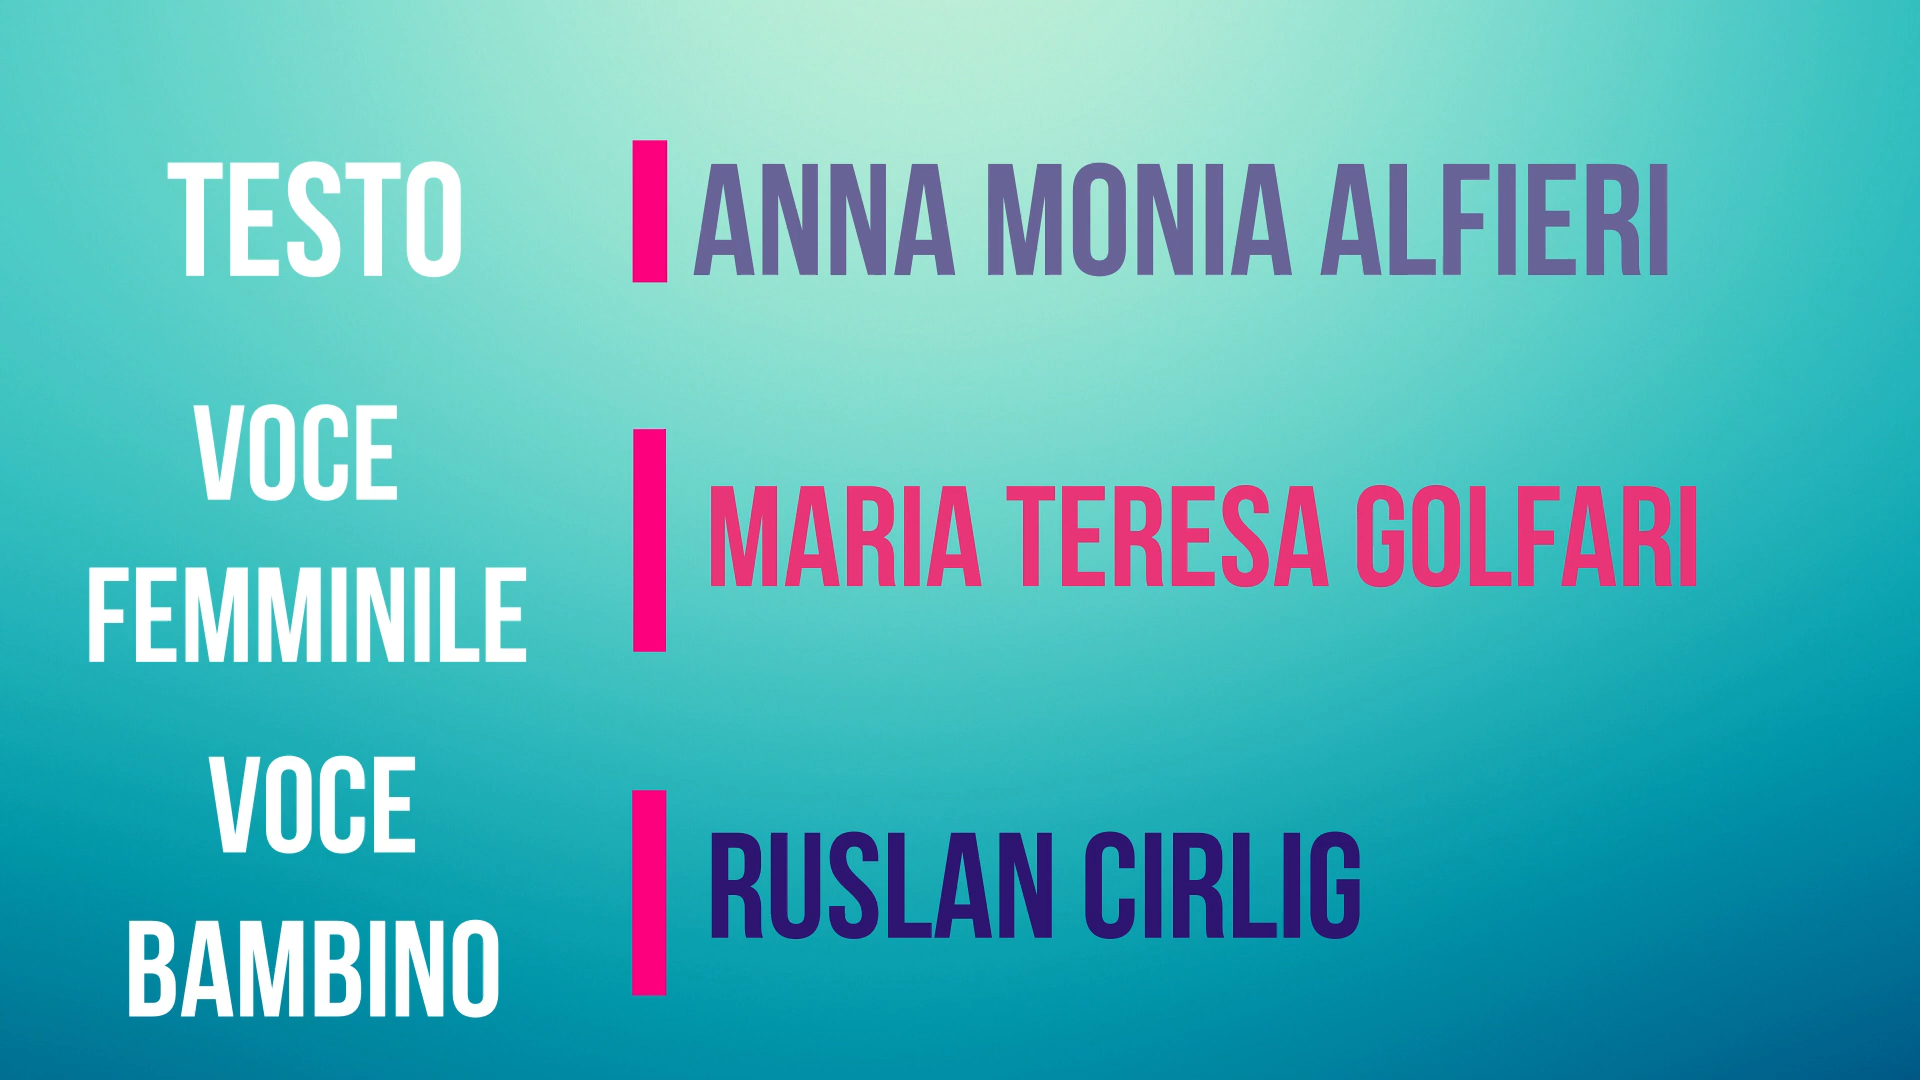 TESTO
ANNA MONIA ALFIERI
VOCE
FEMMINILE
MARIA TERESA GOLFARI
VOCE
BAMBINO
RUSLAN CIRLIG